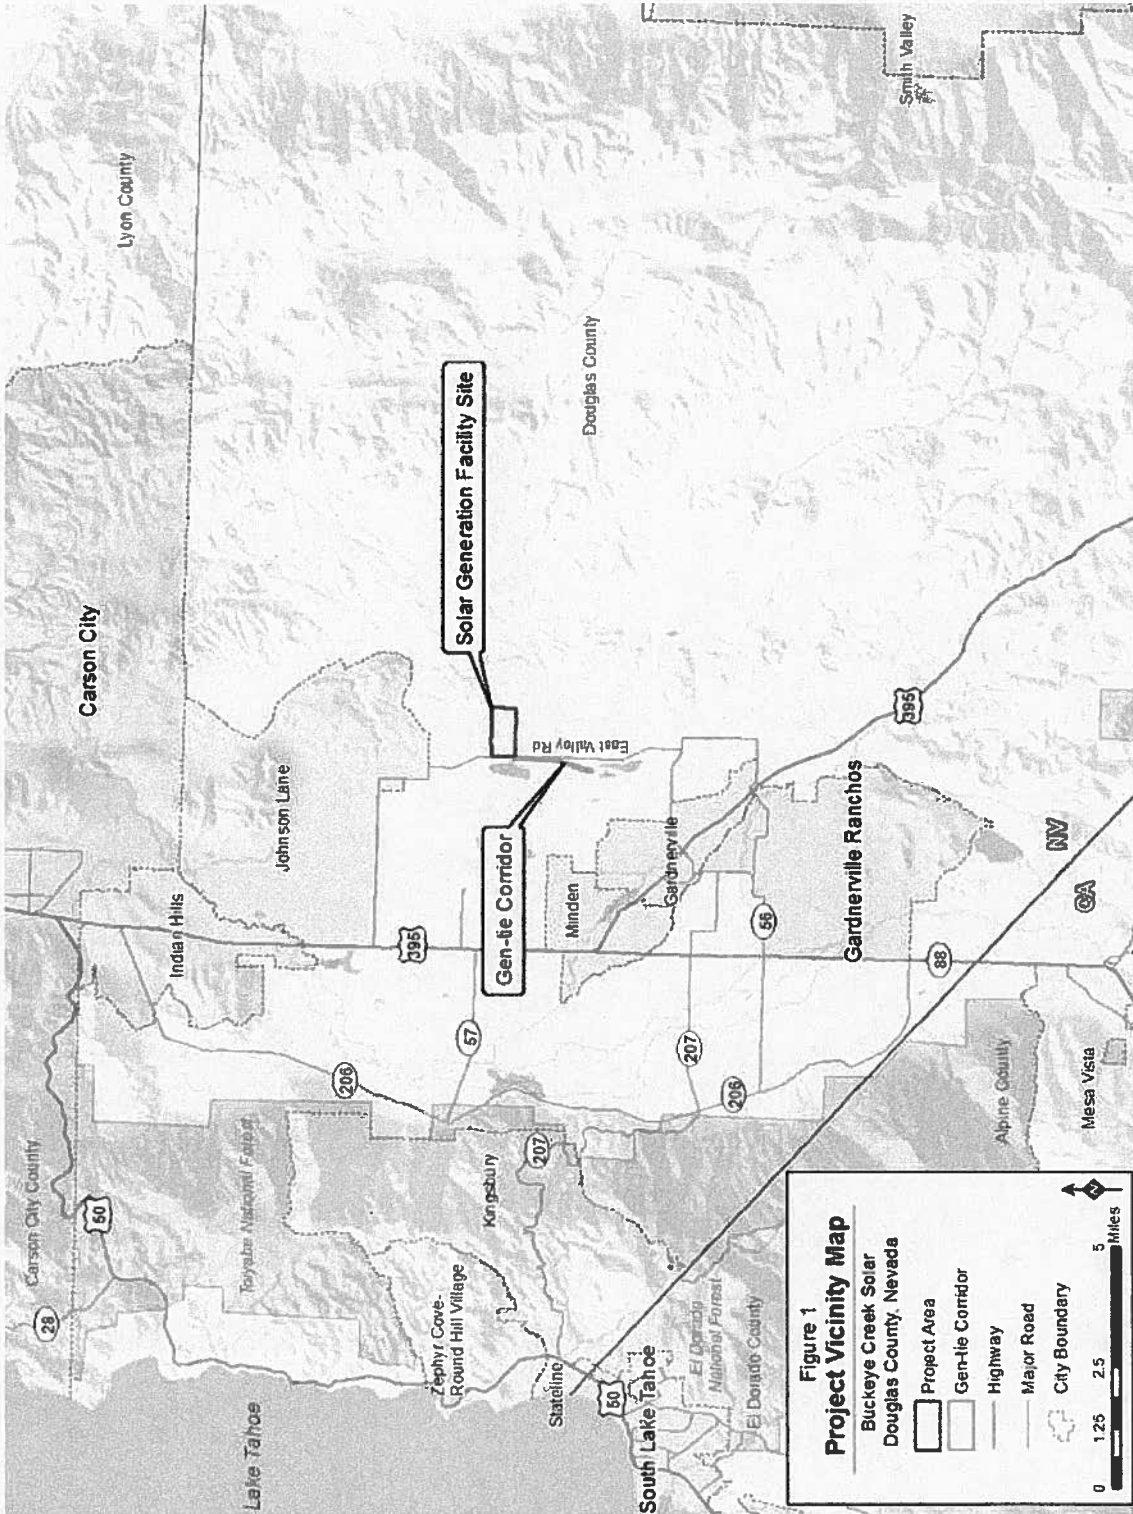 Smith Valley
Lyon County
Carson City
Douglas County
Solar Generation Facility Site
Johnson Lane
East Valley Rd
Gen-tie Corridor
Indian Hills
Minden
Gardnerville
Gardnerville Ranchos
395
395
56
88
57
207
206
206
207
NV
CA
Carson City County
50
28
Toyabe National Forest
Kingsbury
Zephyr Cove-
Round Hill Village
Stateline
50
South Lake Tahoe
Lake Tahoe
El Dorado
National Forest
El Dorado County
Alpine County
Mesa Vista
Figure 1
Project Vicinity Map
Buckeye Creek Solar
Douglas County, Nevada
Project Area
Gen-tie Corridor
Highway
Major Road
City Boundary
N
0 1.25 2.5 5
Miles